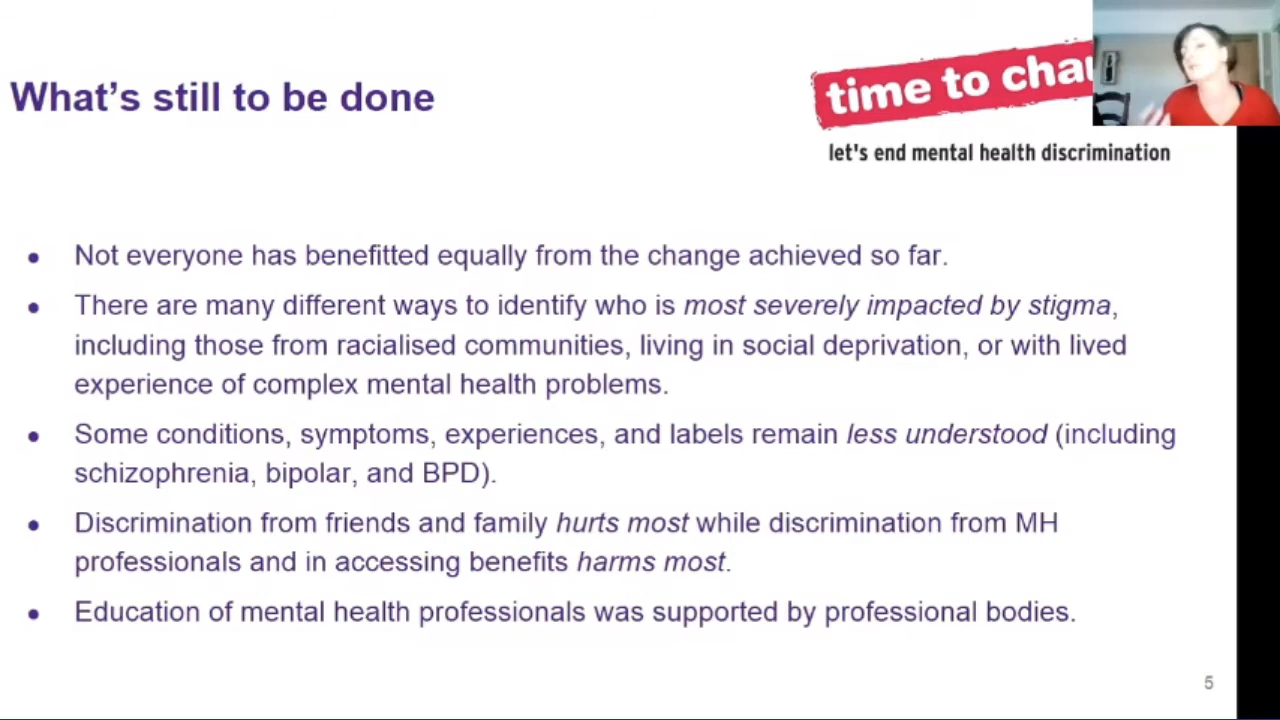 What's still to be done
time to cha
let's end mental health discrimination
● Not everyone has benefitted equally from the change achieved so far.
● There are many different ways to identify who is most severely impacted by stigma,
including those from racialised communities, living in social deprivation, or with lived
experience of complex mental health problems.
● Some conditions, symptoms, experiences, and labels remain less understood (including
schizophrenia, bipolar, and BPD).
● Discrimination from friends and family hurts most while discrimination from MH
professionals and in accessing benefits harms most.
● Education of mental health professionals was supported by professional bodies.
5